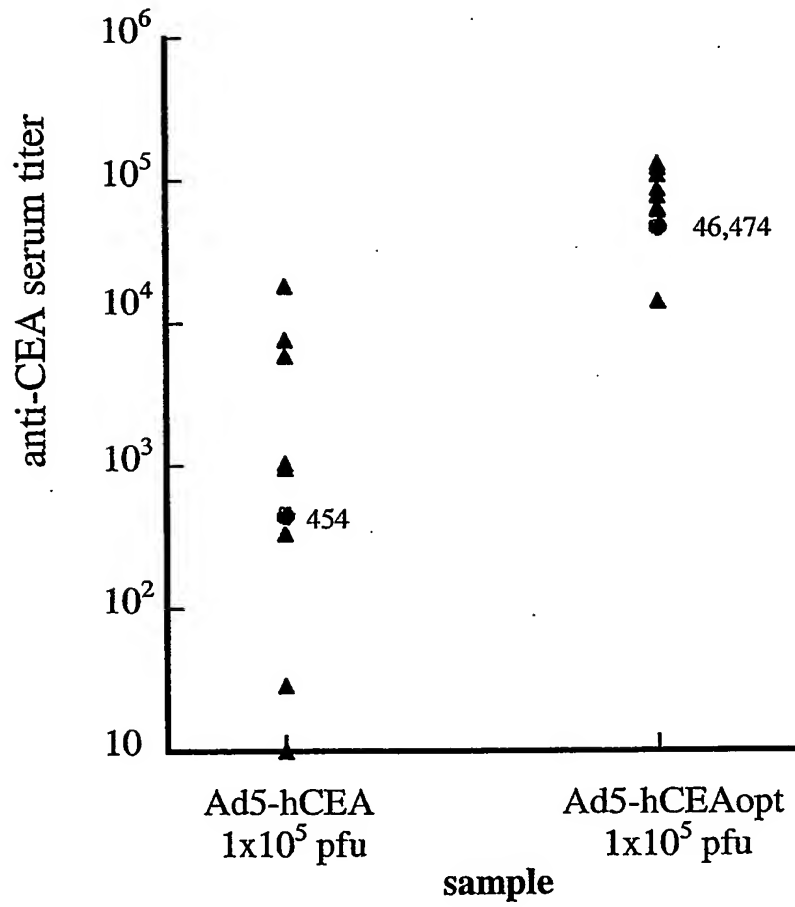 anti-CEA serum titer
10⁶
10⁵
10⁴
10³
10²
10
46,474
454
Ad5-hCEA
1x10⁵ pfu
Ad5-hCEAopt
1x10⁵ pfu
sample